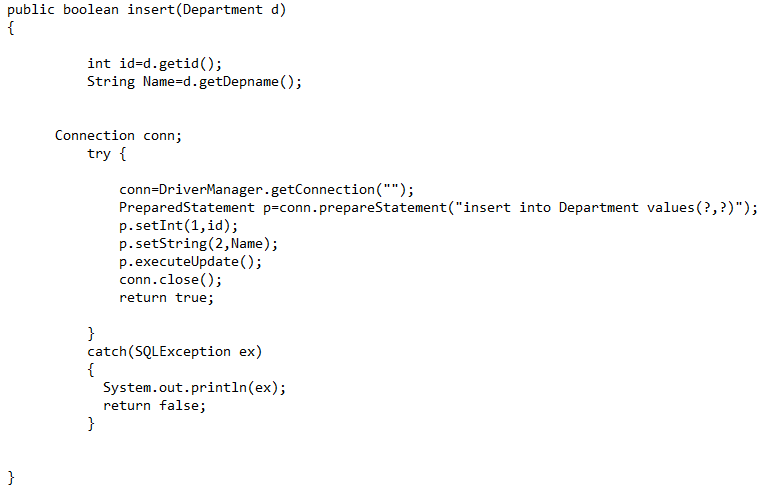 public boolean insert(Department d)
{
int id=d.getid();
String Name=d.getDepname();
Connection conn;
try {
conn=DriverManager.getConnection("");
PreparedStatement p=conn.prepareStatement("insert into Department values(?,?)");
p.setInt(1,id);
p.setString(2,Name);
p.executeUpdate();
conn.close();
return true;
}
catch(SQLException ex)
{
System.out.println(ex);
return false;
}
}